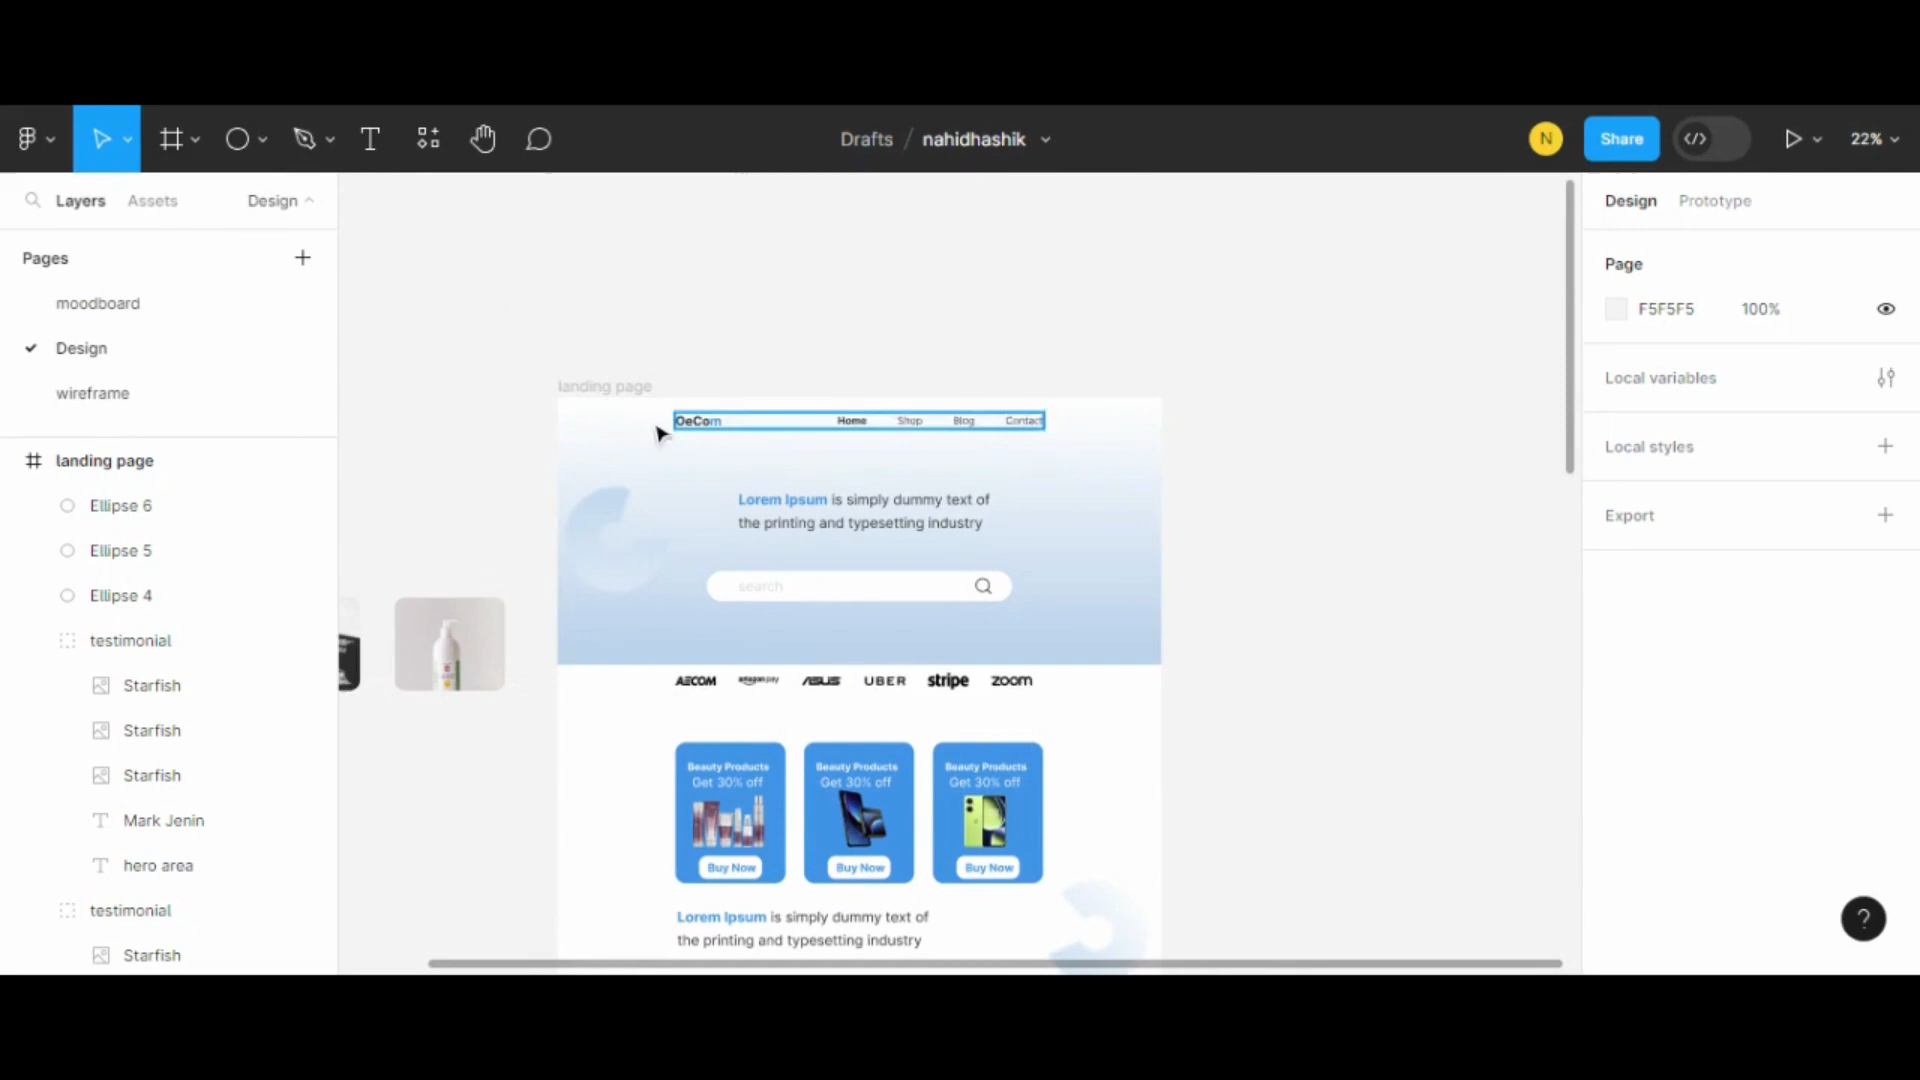 Drafts / nahidhashik
N
Share
22%
Layers
Assets
Design
Pages
moodboard
Design
wireframe
landing page
Ellipse 6
Ellipse 5
Ellipse 4
testimonial
Starfish
Starfish
Starfish
Mark Jenin
hero area
testimonial
Starfish
landing page
OeCom
Home
Shop
Blog
Contact
Lorem Ipsum is simply dummy text of
the printing and typesetting industry
search
AECOM
amazon pay
ASUS
UBER
stripe
zoom
Beauty Products
Get 30% off
Buy Now
Beauty Products
Get 30% off
Buy Now
Beauty Products
Get 30% off
Buy Now
Lorem Ipsum is simply dummy text of
the printing and typesetting industry
Design
Prototype
Page
F5F5F5
100%
Local variables
Local styles
Export
?